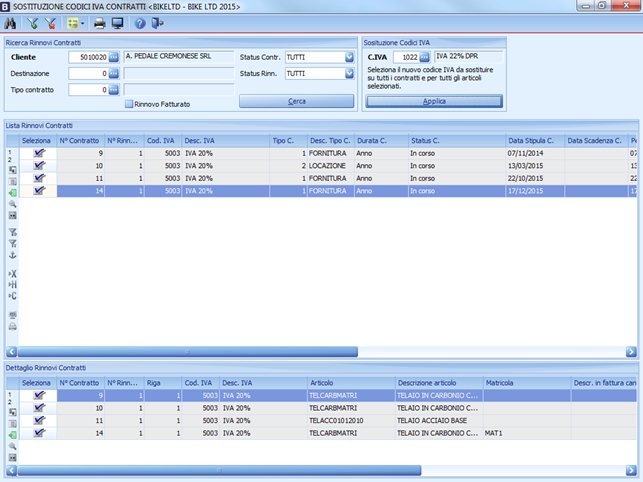 SOSTITUZIONE CODICI IVA CONTRATTI <BIKELTD - BIKE LTD 2015>
Ricerca Rinnovi Contratti
Cliente 5010020 A. PEDALE CREMONESE SRL Status Contr. TUTTI
Destinazione 0 Status Rinn. TUTTI
Tipo contratto 0
Rinnovo Fatturato
Cerca
Sostituzione Codici IVA
C.IVA 1022 IVA 22% DPR
Seleziona il nuovo codice IVA da sostituire
su tutti i contratti e per tutti gli articoli
selezionati.
Applica
Lista Rinnovi Contratti
Seleziona N° Contratto N° Rinn... Cod. IVA Desc. IVA Tipo C. Desc. Tipo C. Durata C. Status C. Data Stipula C. Data Scadenza C. Pe
9 1 5003 IVA 20% 1 FORNITURA Anno In corso 07/11/2014 07
10 1 5003 IVA 20% 2 LOCAZIONE Anno In corso 13/03/2015 13
11 1 5003 IVA 20% 1 FORNITURA Anno In corso 22/10/2015 22
14 1 5003 IVA 20% 1 FORNITURA Anno In corso 17/12/2015 17
Dettaglio Rinnovi Contratti
Seleziona N° Contratto N° Rinn... Riga Cod. IVA Desc. IVA Articolo Descrizione articolo Matricola Descr. in fattura can
9 1 1 5003 IVA 20% TELCARBMATRI TELAIO IN CARBONIO C...
10 1 1 5003 IVA 20% TELCARBMATRI TELAIO IN CARBONIO C...
11 1 1 5003 IVA 20% TELACC01012010 TELAIO ACCIAIO BASE
14 1 1 5003 IVA 20% TELCARBMATRI TELAIO IN CARBONIO C... MAT1